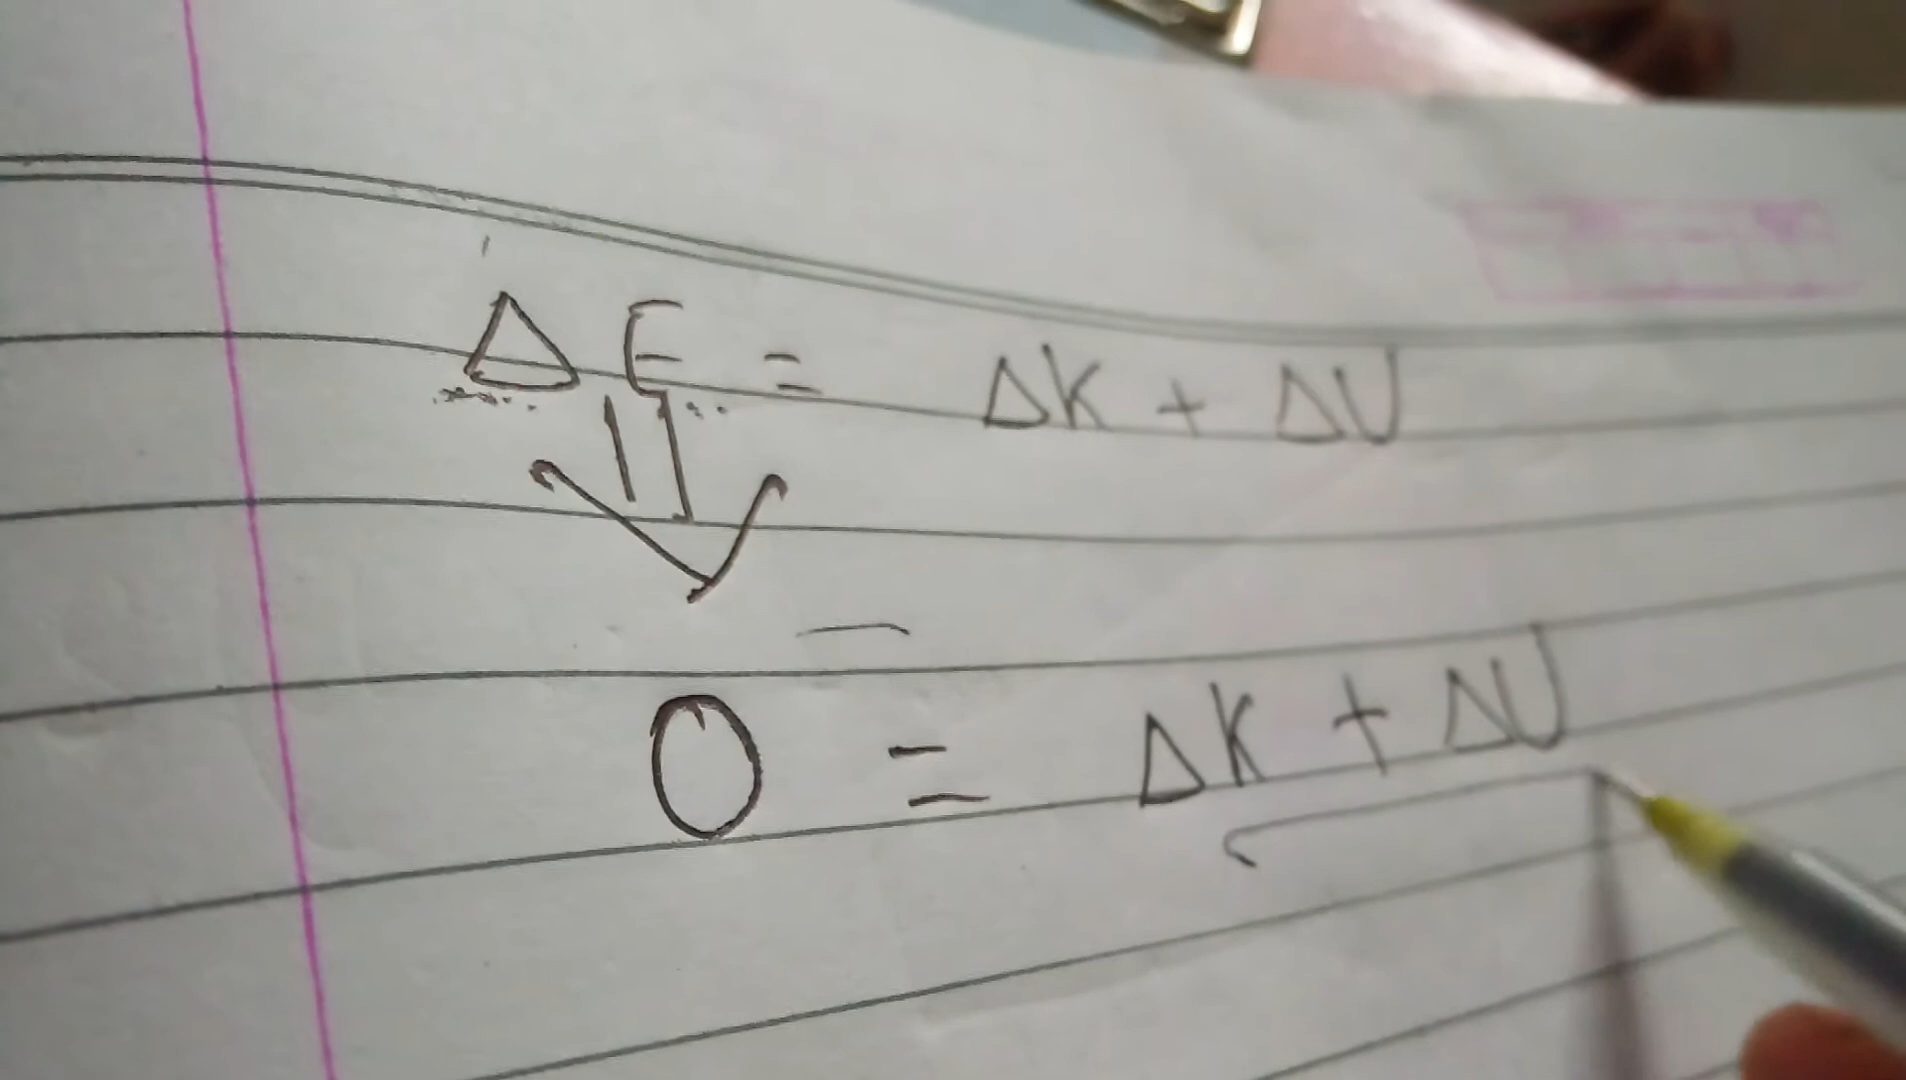 ΔE = ΔK + ΔU
⇓
0 = ΔK + ΔU